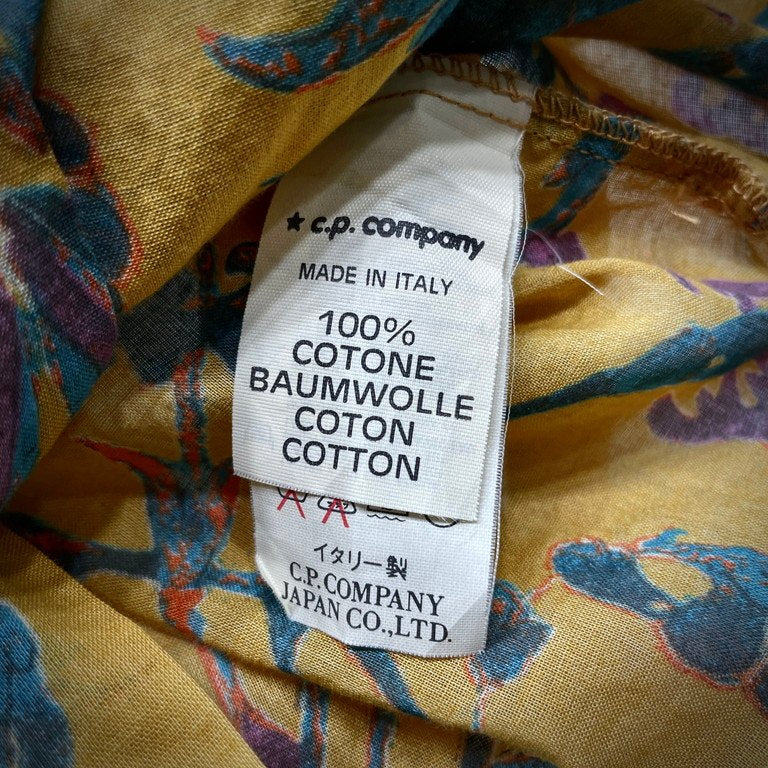 ★ c.p. company
MADE IN ITALY
100%
COTONE
BAUMWOLLE
COTON
COTTON
イタリー製
C.P.COMPANY
JAPAN CO.,LTD.